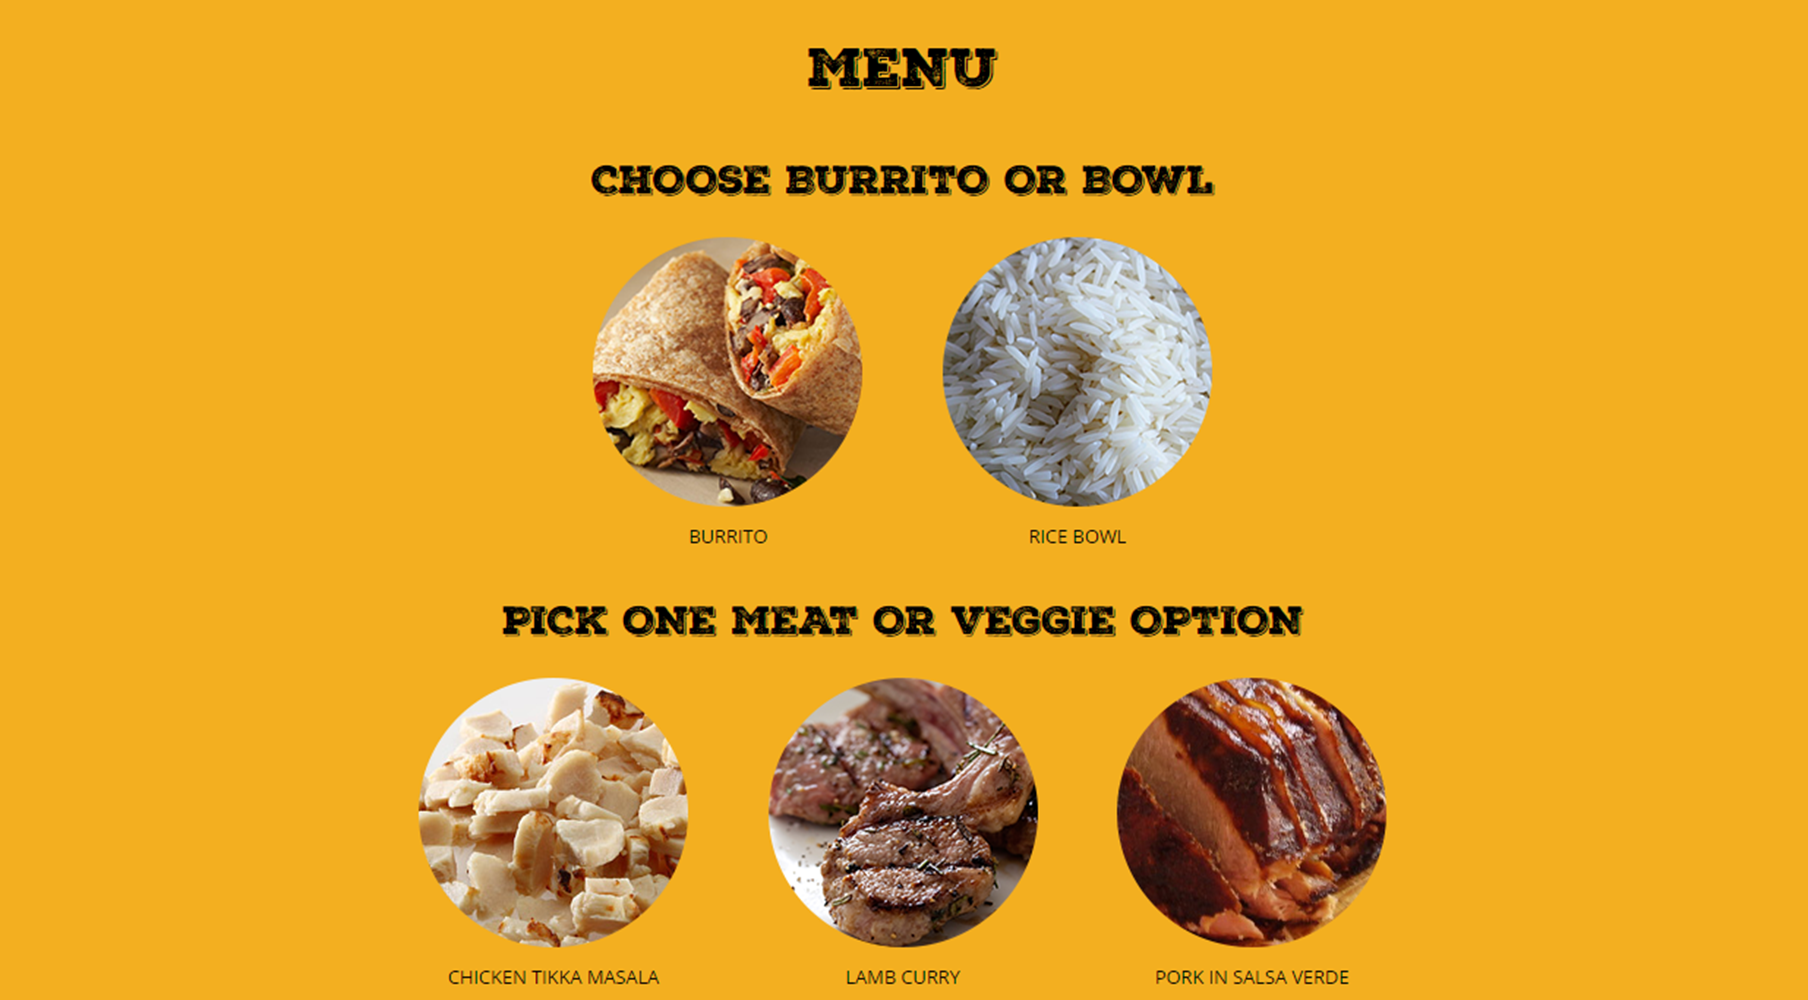 MENU
CHOOSE BURRITO OR BOWL
BURRITO
RICE BOWL
PICK ONE MEAT OR VEGGIE OPTION
CHICKEN TIKKA MASALA
LAMB CURRY
PORK IN SALSA VERDE